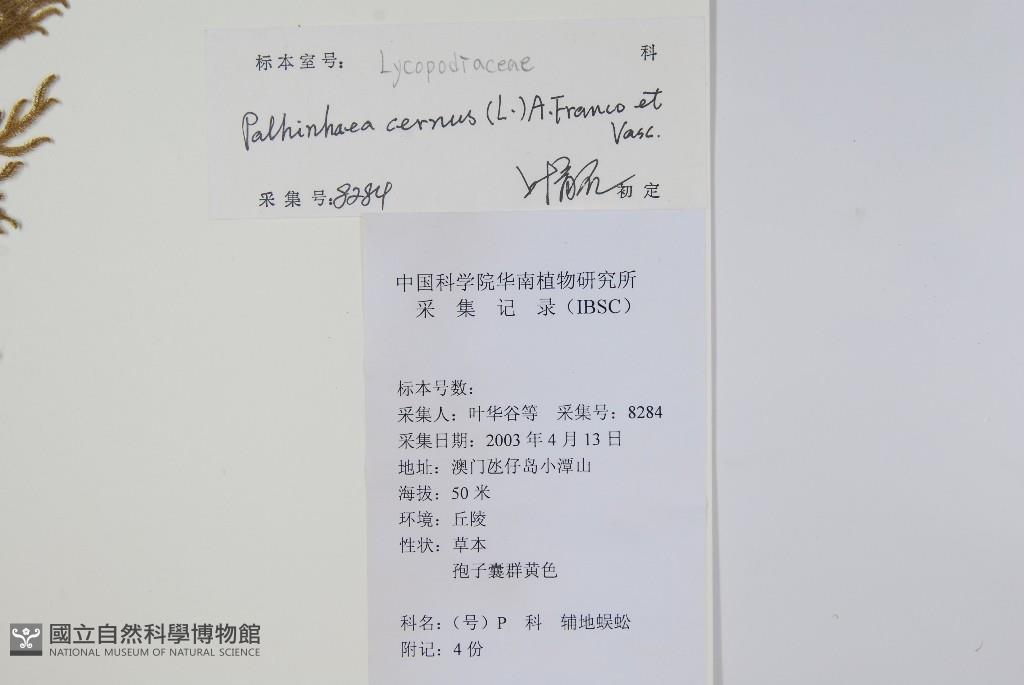 标本室号： Lycopodiaceae 科
Palhinhaea cernus (L.) A. Franco et
Vasc.
采集号：8284 初定
中国科学院华南植物研究所
采 集 记 录（IBSC）
标本号数：
采集人：叶华谷等 采集号：8284
采集日期：2003 年 4 月 13 日
地址：澳门氹仔岛小潭山
海拔：50 米
环境：丘陵
性状：草本
孢子囊群黄色
科名：（号）P 科 辅地蜈蚣
附记：4 份
國立自然科學博物館
NATIONAL MUSEUM OF NATURAL SCIENCE